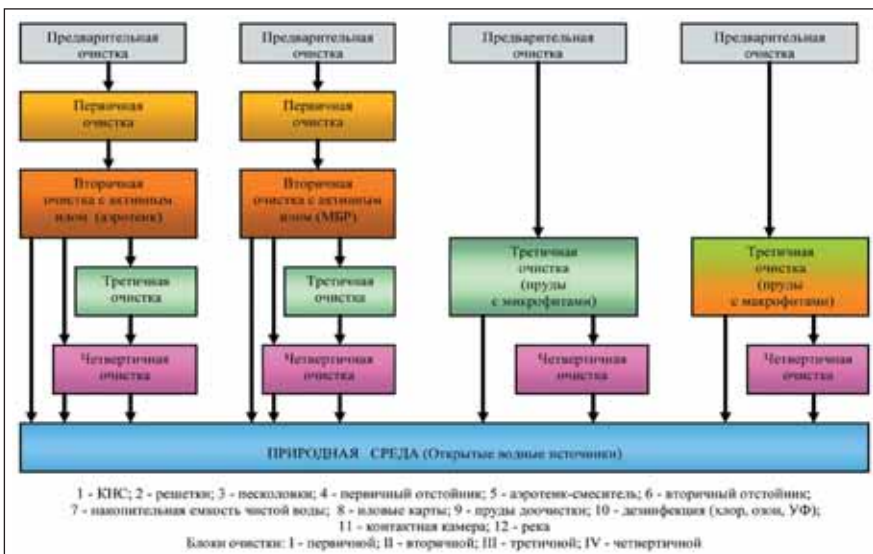 Предварительная
очистка
Предварительная
очистка
Предварительная
очистка
Предварительная
очистка
Первичная
очистка
Первичная
очистка
Вторичная
очистка с активным
илом (аэротенк)
Вторичная
очистка с активным
илом (МБР)
Третичная
очистка
(пруды
с микрофитами)
Третичная
очистка
(пруды
с макрофитами)
Третичная
очистка
Третичная
очистка
Четвертичная
очистка
Четвертичная
очистка
Четвертичная
очистка
Четвертичная
очистка
ПРИРОДНАЯ СРЕДА (Открытые водные источники)
1 - КНС; 2 - решетки; 3 - песколовки; 4 - первичный отстойник; 5 - аэротенк-смеситель; 6 - вторичный отстойник;
7 - накопительная емкость чистой воды; 8 - иловые карты; 9 - пруды доочистки; 10 - дезинфекция (хлор, озон, УФ);
11 - контактная камера; 12 - река
Блоки очистки: I - первичной; II - вторичной; III - третичной; IV - четвертичной